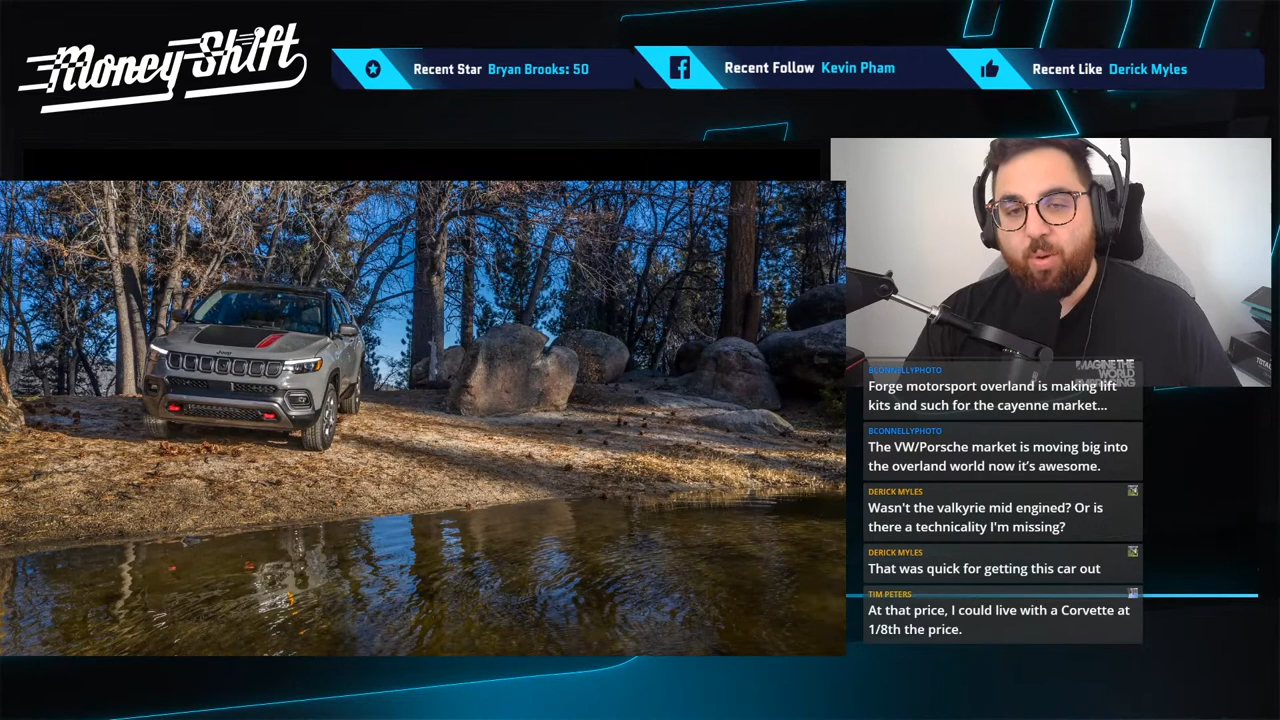 Money Shift
Recent Star Bryan Brooks: 50
Recent Follow Kevin Pham
Recent Like Derick Myles
Jeep
IMAGINE THE
WORLD
BCONNELLYPHOTO
Forge motorsport overland is making lift
kits and such for the cayenne market...
BCONNELLYPHOTO
The VW/Porsche market is moving big into
the overland world now it’s awesome.
DERICK MYLES
Wasn't the valkyrie mid engined? Or is
there a technicality I'm missing?
DERICK MYLES
That was quick for getting this car out
TIM PETERS
At that price, I could live with a Corvette at
1/8th the price.